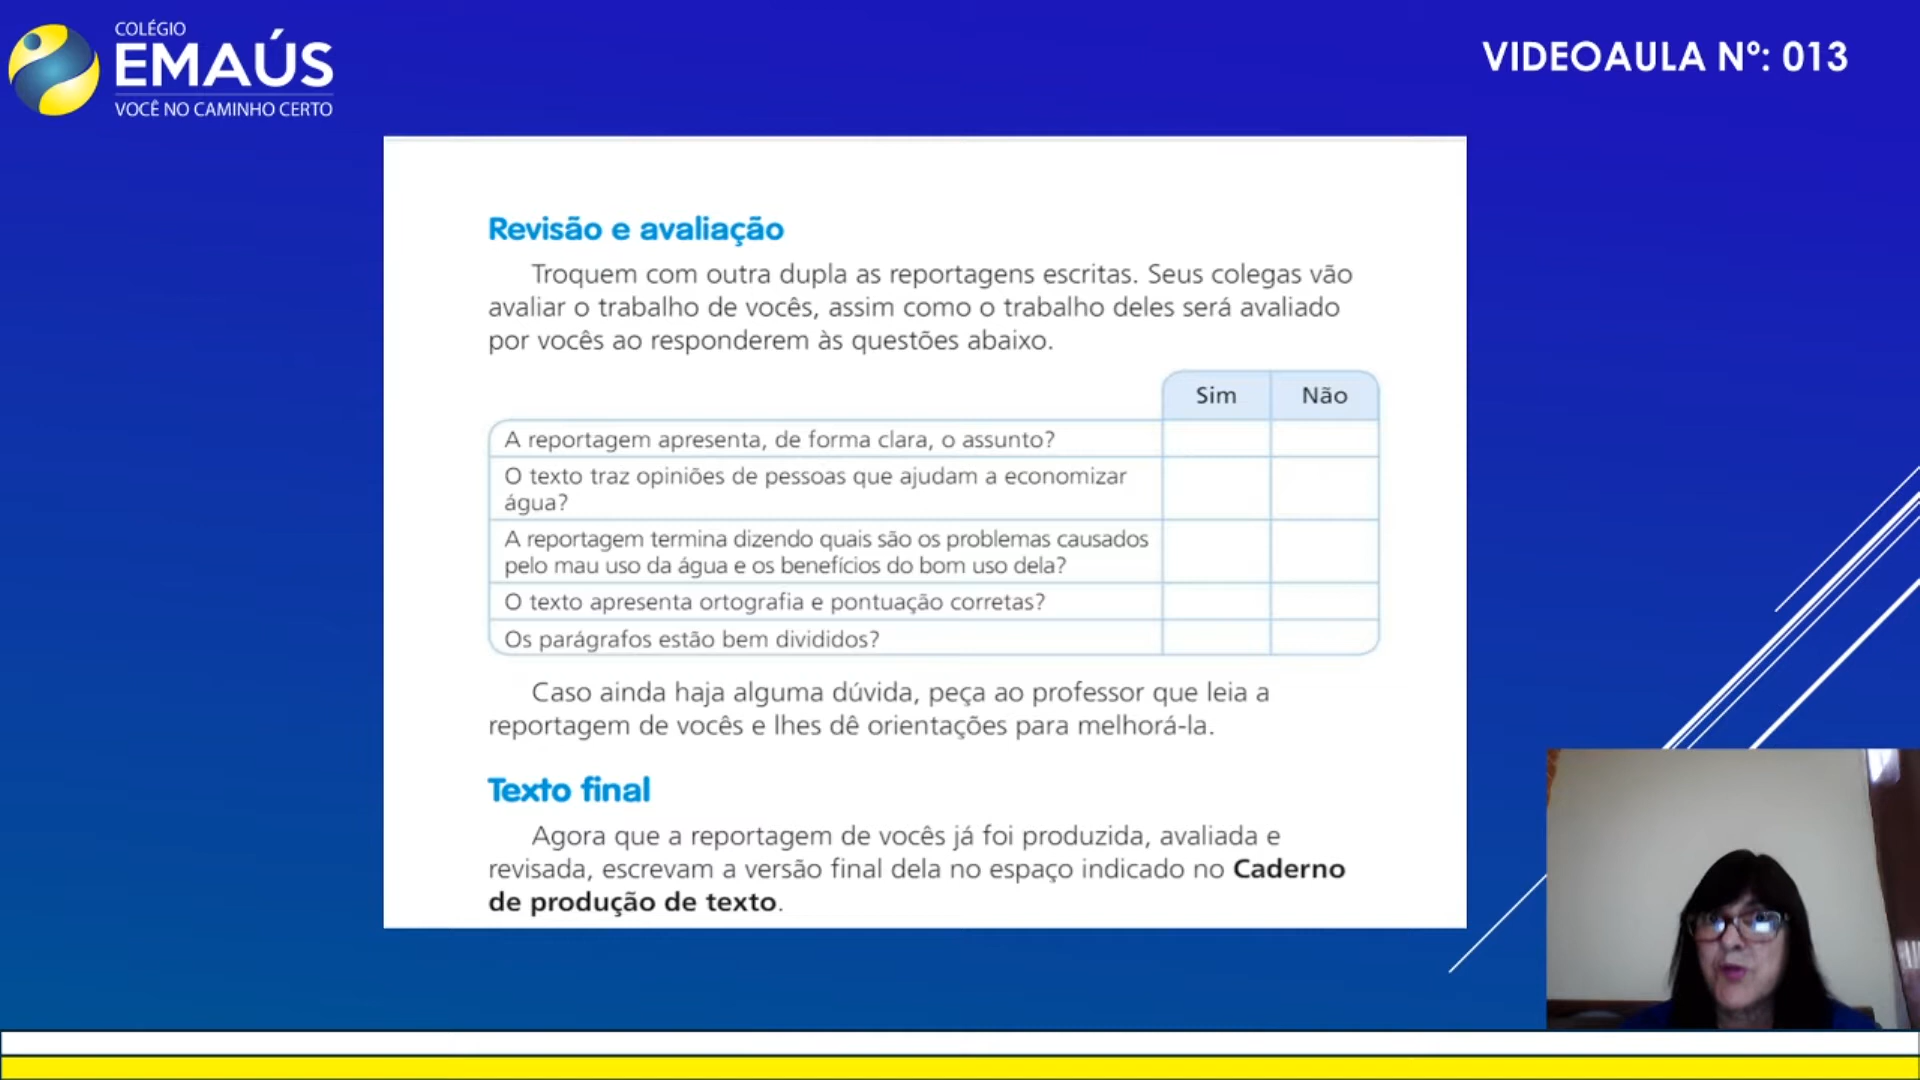 COLÉGIO
EMAÚS
VOCÊ NO CAMINHO CERTO
VIDEOAULA Nº: 013
Revisão e avaliação
Troquem com outra dupla as reportagens escritas. Seus colegas vão
avaliar o trabalho de vocês, assim como o trabalho deles será avaliado
por vocês ao responderem às questões abaixo.
Sim Não
A reportagem apresenta, de forma clara, o assunto?
O texto traz opiniões de pessoas que ajudam a economizar
água?
A reportagem termina dizendo quais são os problemas causados
pelo mau uso da água e os benefícios do bom uso dela?
O texto apresenta ortografia e pontuação corretas?
Os parágrafos estão bem divididos?
Caso ainda haja alguma dúvida, peça ao professor que leia a
reportagem de vocês e lhes dê orientações para melhorá-la.
Texto final
Agora que a reportagem de vocês já foi produzida, avaliada e
revisada, escrevam a versão final dela no espaço indicado no Caderno
de produção de texto.